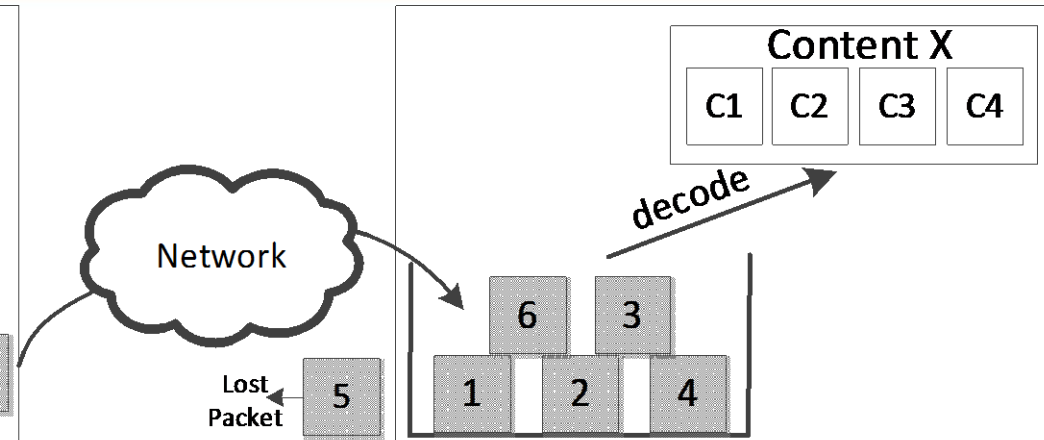 Content X
C1 C2 C3 C4
decode
Network
6 3
1 2 4
Lost
Packet
5